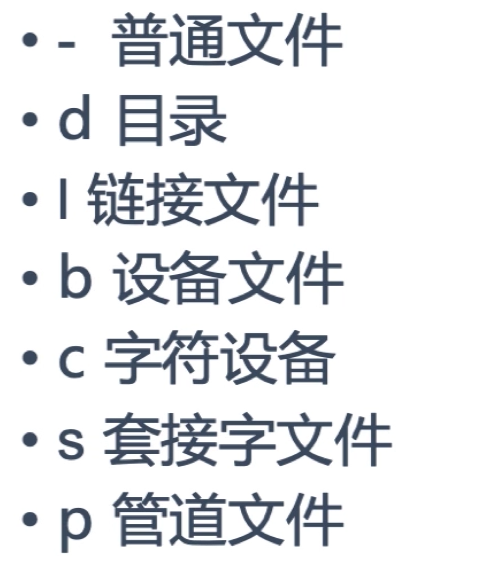 • - 普通文件
• d 目录
• l 链接文件
• b 设备文件
• c 字符设备
• s 套接字文件
• p 管道文件